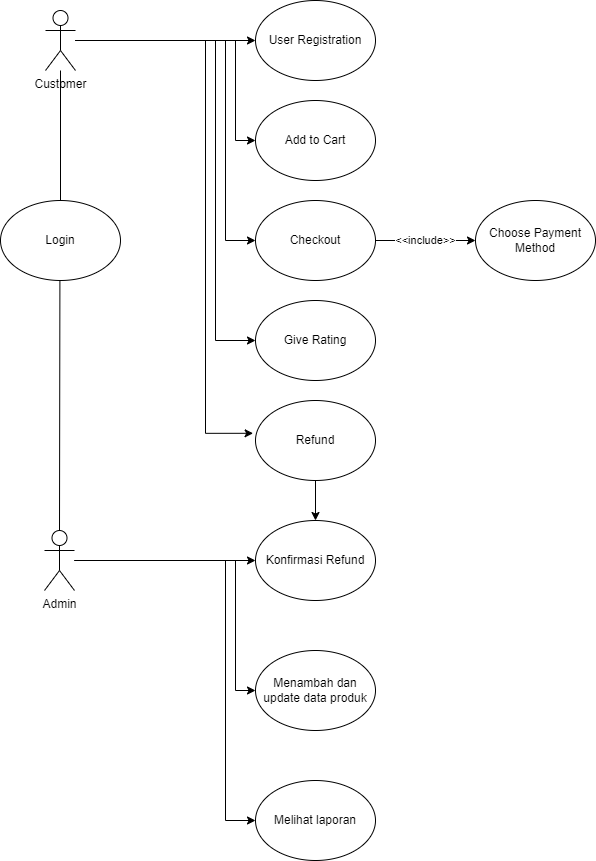 User Registration
Customer
Add to Cart
Login
Checkout
<<include>>
Choose Payment
Method
Give Rating
Refund
Konfirmasi Refund
Admin
Menambah dan
update data produk
Melihat laporan